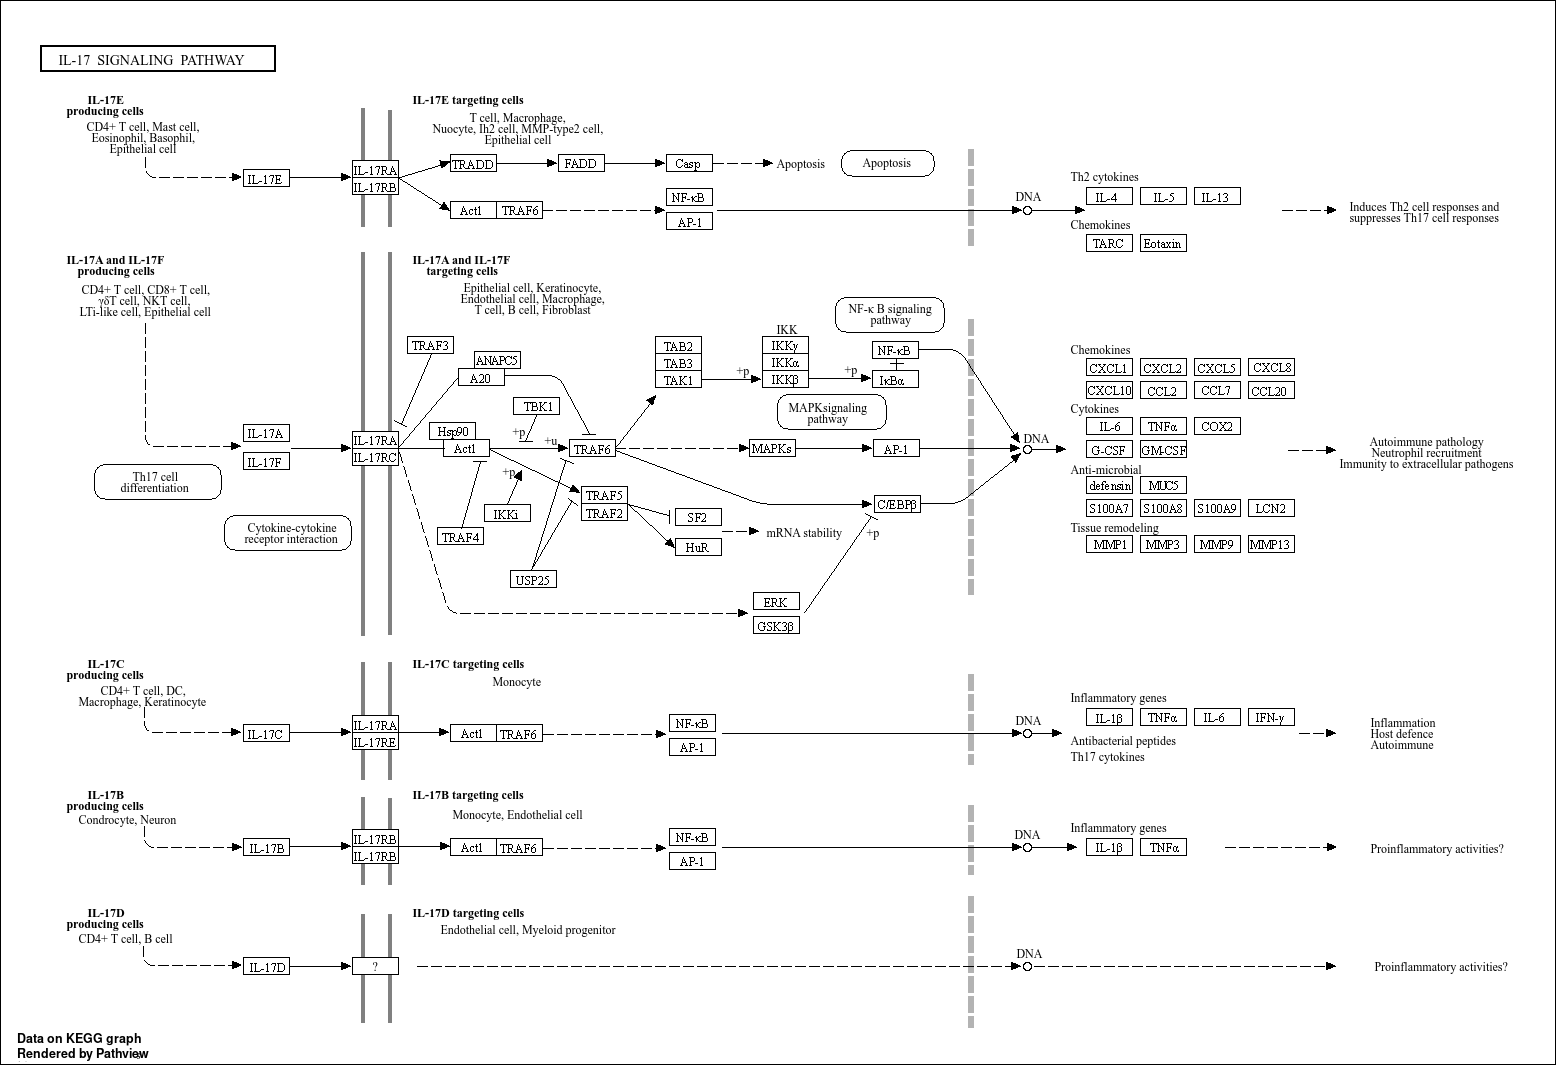 IL-17 SIGNALING PATHWAY
IL-17E
producing cells
CD4+ T cell, Mast cell,
Eosinophil, Basophil,
Epithelial cell
IL-17E
IL-17RA
IL-17RB
IL-17E targeting cells
T cell, Macrophage,
Nuocyte, Ih2 cell, MMP-type2 cell,
Epithelial cell
TRADD
FADD
Casp
Apoptosis
Apoptosis
Act1
TRAF6
NF-κB
AP-1
DNA
Th2 cytokines
IL-4
IL-5
IL-13
Chemokines
TARC
Eotaxin
Induces Th2 cell responses and
suppresses Th17 cell responses
IL-17A and IL-17F
producing cells
CD4+ T cell, CD8+ T cell,
γδT cell, NKT cell,
LTi-like cell, Epithelial cell
IL-17A
IL-17F
Th17 cell
differentiation
Cytokine-cytokine
receptor interaction
IL-17RA
IL-17RC
IL-17A and IL-17F
targeting cells
Epithelial cell, Keratinocyte,
Endothelial cell, Macrophage,
T cell, B cell, Fibroblast
TRAF3
ANAPC5
A20
TBK1
Hsp90
Act1
+p
+u
+p
TRAF6
IKKi
TRAF4
USP25
TRAF5
TRAF2
SF2
HuR
mRNA stability
TAB2
TAB3
TAK1
+p
IKK
IKKγ
IKKα
IKKβ
+p
NF-κ B signaling
pathway
NF-κB
IκBα
MAPKsignaling
pathway
MAPKs
AP-1
C/EBPβ
+p
ERK
GSK3β
DNA
Chemokines
CXCL1
CXCL2
CXCL5
CXCL8
CXCL10
CCL2
CCL7
CCL20
Cytokines
IL-6
TNFα
COX2
G-CSF
GM-CSF
Anti-microbial
defensin
MUC5
S100A7
S100A8
S100A9
LCN2
Tissue remodeling
MMP1
MMP3
MMP9
MMP13
Autoimmune pathology
Neutrophil recruitment
Immunity to extracellular pathogens
IL-17C
producing cells
CD4+ T cell, DC,
Macrophage, Keratinocyte
IL-17C
IL-17RA
IL-17RE
IL-17C targeting cells
Monocyte
Act1
TRAF6
NF-κB
AP-1
DNA
Inflammatory genes
IL-1β
TNFα
IL-6
IFN-γ
Antibacterial peptides
Th17 cytokines
Inflammation
Host defence
Autoimmune
IL-17B
producing cells
Condrocyte, Neuron
IL-17B
IL-17RB
IL-17RB
IL-17B targeting cells
Monocyte, Endothelial cell
Act1
TRAF6
NF-κB
AP-1
DNA
Inflammatory genes
IL-1β
TNFα
Proinflammatory activities?
IL-17D
producing cells
CD4+ T cell, B cell
IL-17D
?
IL-17D targeting cells
Endothelial cell, Myeloid progenitor
DNA
Proinflammatory activities?
Data on KEGG graph
Rendered by Pathview